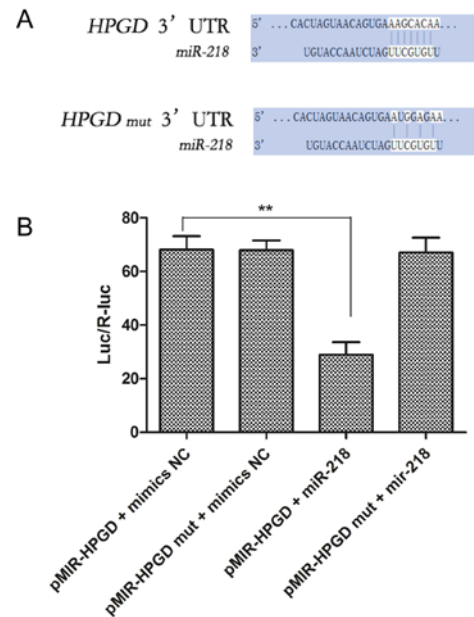 A
HPGD 3' UTR
miR-218
5' ...CACUAGUAACAGUGAAAGCACAA...
3' UGUACCAAUCUAGUUCGUGUU
HPGD mut 3' UTR
miR-218
5' ...CACUAGUAACAGUGAAUGGAGAA...
3' UGUACCAAUCUAGUUCGUGUU
B
**
Luc/R-luc
80
60
40
20
0
pMIR-HPGD + mimics NC
pMIR-HPGD mut + mimics NC
pMIR-HPGD + miR-218
pMIR-HPGD mut + mir-218